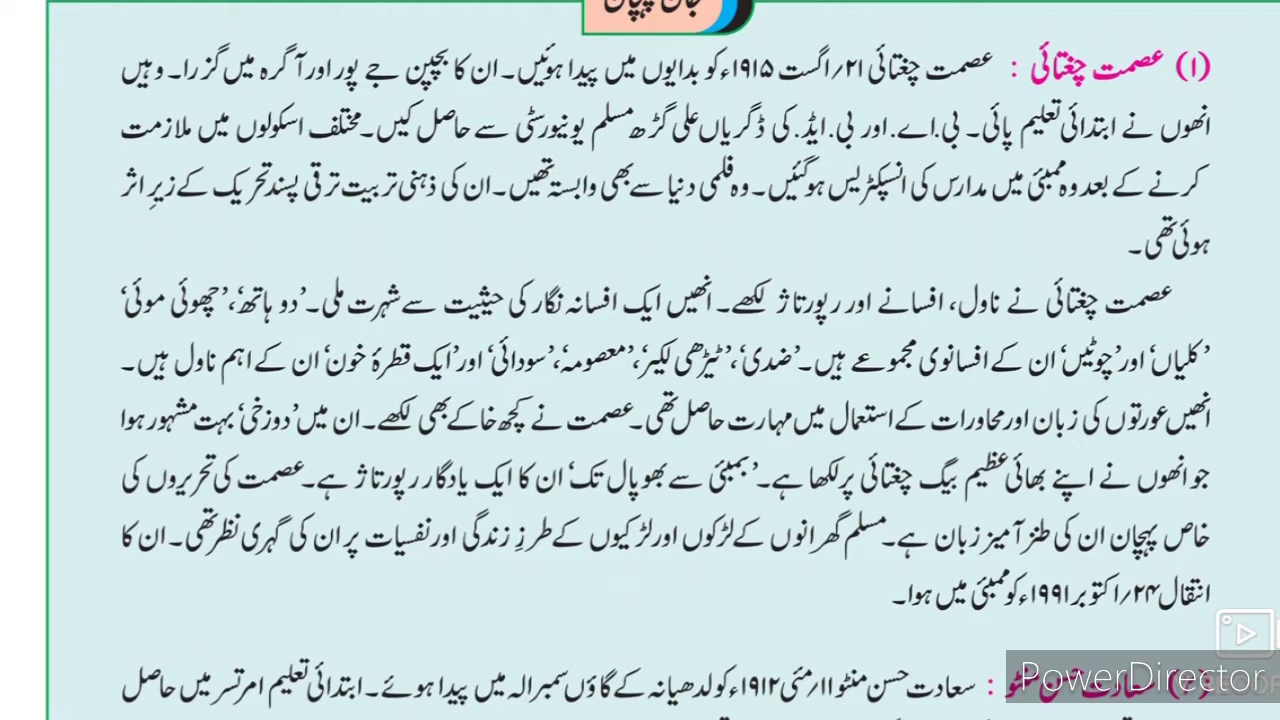 جان پہچان
(۱) عصمت چغتائی : عصمت چغتائی ۲۱؍اگست ۱۹۱۵ء کو بدایوں میں پیدا ہوئیں۔ ان کا بچپن جے پور اور آگرہ میں گزرا۔ وہیں
انھوں نے ابتدائی تعلیم پائی۔ بی.اے. اور بی.ایڈ. کی ڈگریاں علی گڑھ مسلم یونیورسٹی سے حاصل کیں۔ مختلف اسکولوں میں ملازمت
کرنے کے بعد وہ ممبئی میں مدارس کی انسپکٹریس ہوگئیں۔ وہ فلمی دنیا سے بھی وابستہ تھیں۔ ان کی ذہنی تربیت ترقی پسند تحریک کے زیرِ اثر
ہوئی تھی۔
عصمت چغتائی نے ناول، افسانے اور رپورتاژ لکھے۔ انھیں ایک افسانہ نگار کی حیثیت سے شہرت ملی۔ ’دو ہاتھ‘، ’چھوئی موئی‘
’کلیاں‘ اور ’چوٹیں‘ ان کے افسانوی مجموعے ہیں۔ ’ضدی‘، ’ٹیڑھی لکیر‘، ’معصومہ‘، ’سودائی‘ اور ’ایک قطرۂ خون‘ ان کے اہم ناول ہیں۔
انھیں عورتوں کی زبان اور محاورات کے استعمال میں مہارت حاصل تھی۔ عصمت نے کچھ خاکے بھی لکھے۔ ان میں ’دوزخی‘ بہت مشہور ہوا
جو انھوں نے اپنے بھائی عظیم بیگ چغتائی پر لکھا ہے۔ ’بمبئی سے بھوپال تک‘ ان کا ایک یادگار رپورتاژ ہے۔ عصمت کی تحریروں کی
خاص پہچان ان کی طنز آمیز زبان ہے۔ مسلم گھرانوں کے لڑکوں اور لڑکیوں کے طرزِ زندگی اور نفسیات پر ان کی گہری نظر تھی۔ ان کا
انتقال ۲۴؍اکتوبر ۱۹۹۱ء کو ممبئی میں ہوا۔
(۲) سعادت حسن منٹو : سعادت حسن منٹو ۱۱؍مئی ۱۹۱۲ء کو لدھیانہ کے گاؤں سمبرالہ میں پیدا ہوئے۔ ابتدائی تعلیم امرتسر میں حاصل
PowerDirector